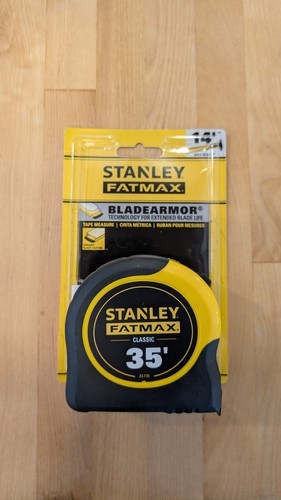 14'
STANLEY
FATMAX
BLADEARMOR®
TECHNOLOGY FOR EXTENDED BLADE LIFE
TAPE MEASURE | CINTA MÉTRICA | RUBAN POUR MESURER
STANLEY
FATMAX
CLASSIC
35'